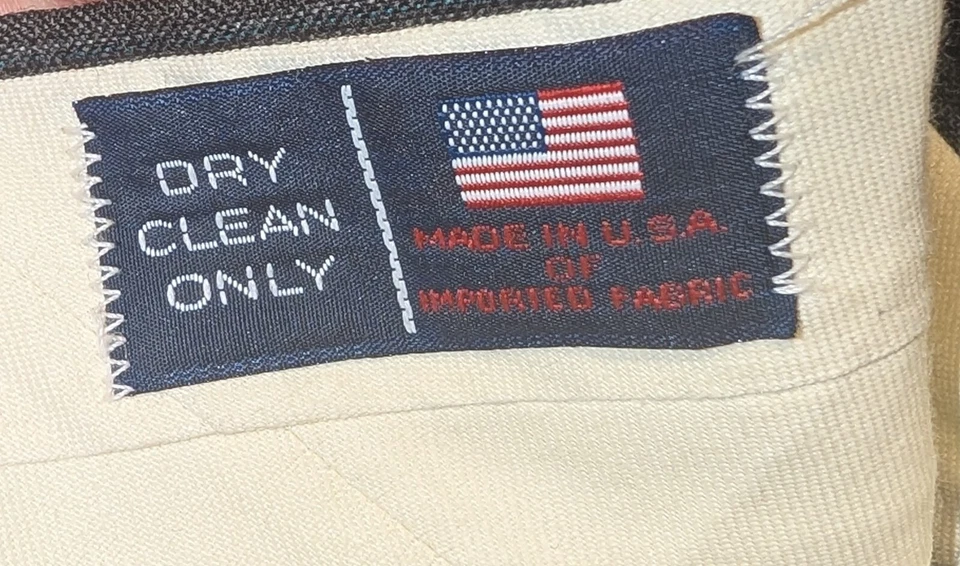 DRY
CLEAN
ONLY
MADE IN U.S.A.
OF
IMPORTED FABRIC